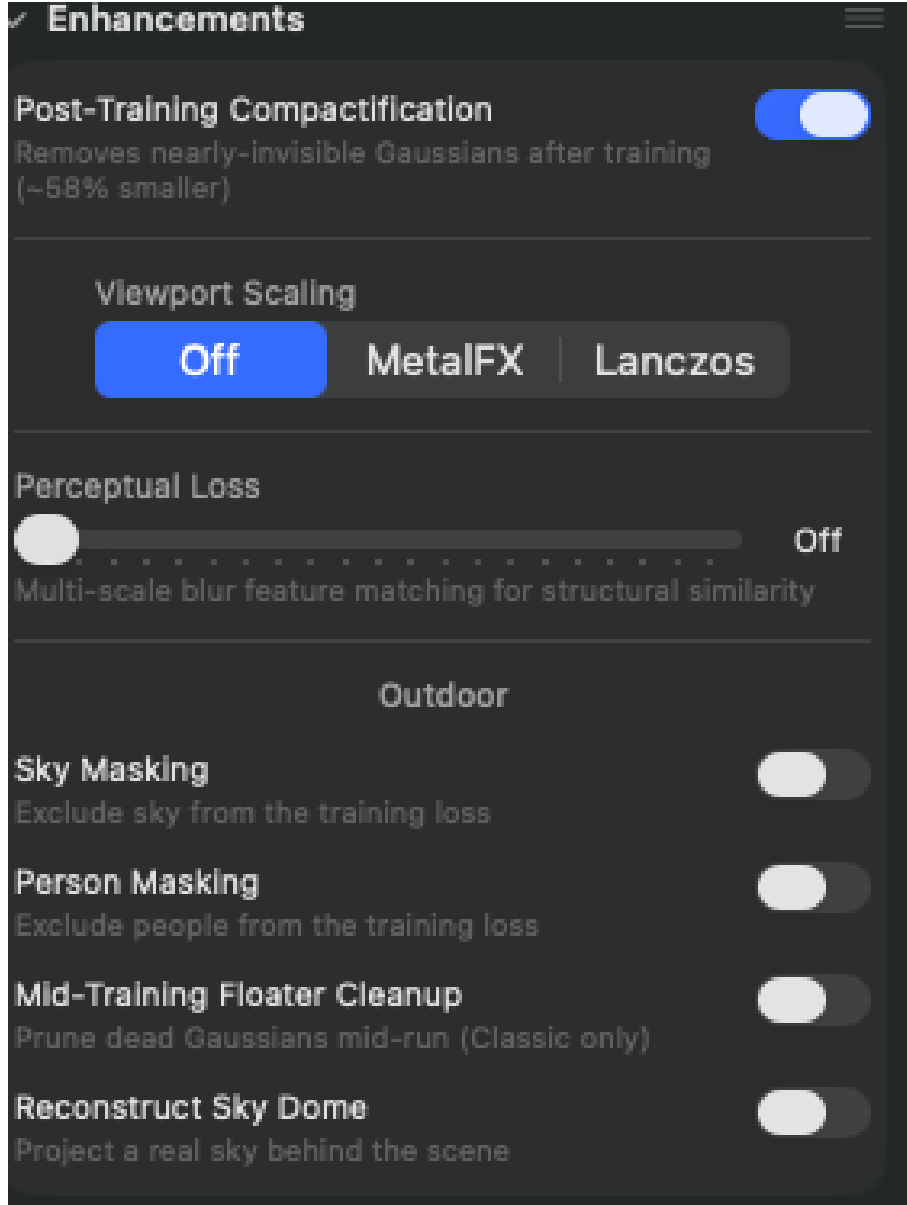 Enhancements
Post-Training Compactification
Removes nearly-invisible Gaussians after training
(~58% smaller)
Viewport Scaling
Off MetalFX Lanczos
Perceptual Loss
Off
Multi-scale blur feature matching for structural similarity
Outdoor
Sky Masking
Exclude sky from the training loss
Person Masking
Exclude people from the training loss
Mid-Training Floater Cleanup
Prune dead Gaussians mid-run (Classic only)
Reconstruct Sky Dome
Project a real sky behind the scene